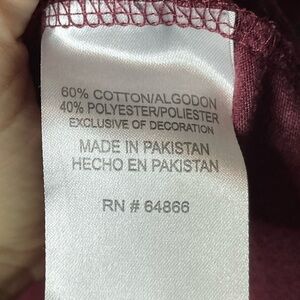 60% COTTON/ALGODON
40% POLYESTER/POLIESTER
EXCLUSIVE OF DECORATION
MADE IN PAKISTAN
HECHO EN PAKISTAN
RN # 64866